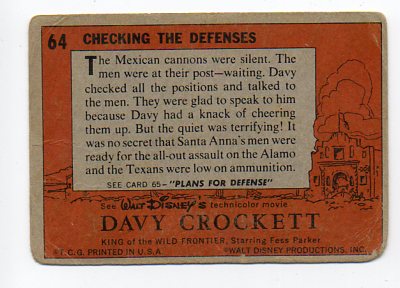 64 CHECKING THE DEFENSES
The Mexican cannons were silent. The
men were at their post—waiting. Davy
checked all the positions and talked to
the men. They were glad to speak to him
because Davy had a knack of cheering
them up. But the quiet was terrifying! It
was no secret that Santa Anna's men were
ready for the all-out assault on the Alamo
and the Texans were low on ammunition.
SEE CARD 65—"PLANS FOR DEFENSE"
See WALT DISNEY'S technicolor movie
DAVY CROCKETT
KING of the WILD FRONTIER, Starring Fess Parker
©T.C.G. PRINTED IN U.S.A. ©WALT DISNEY PRODUCTIONS, INC.